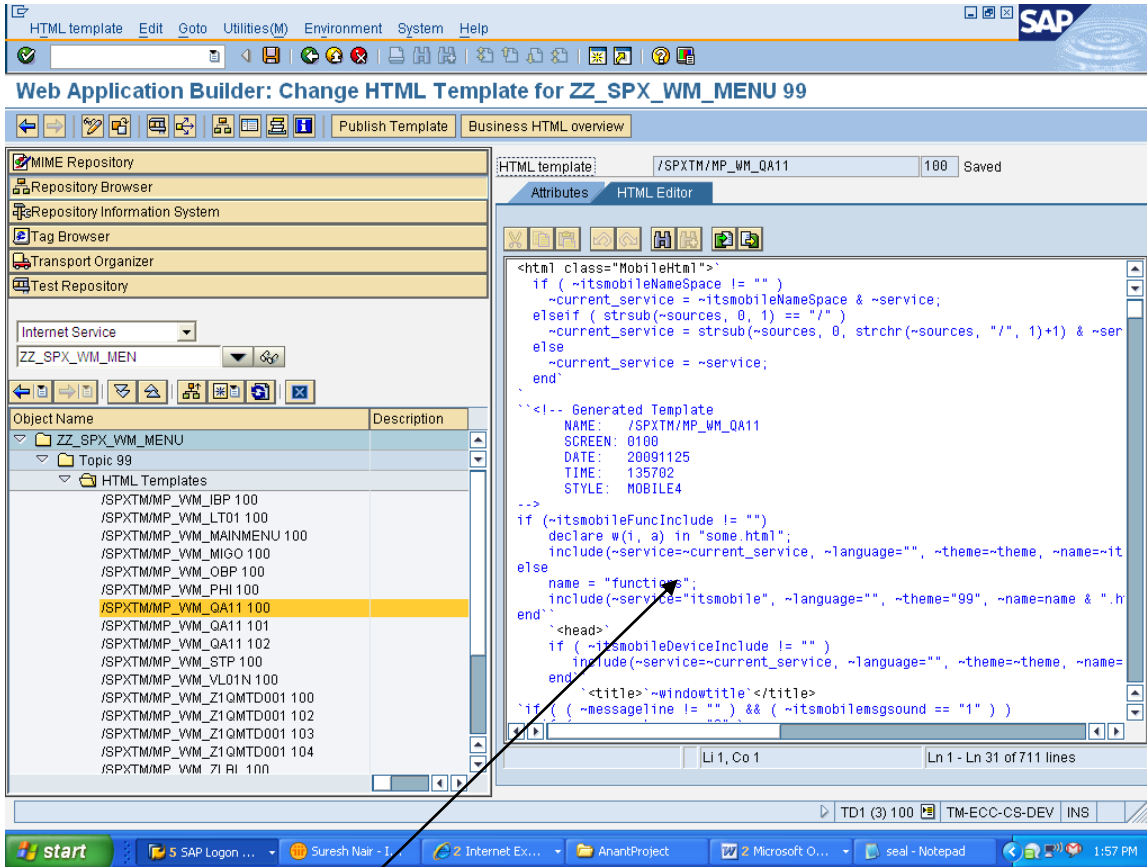 HTML template Edit Goto Utilities(M) Environment System Help
SAP
Web Application Builder: Change HTML Template for ZZ_SPX_WM_MENU 99
Publish Template Business HTML overview
MIME Repository
Repository Browser
Repository Information System
Tag Browser
Transport Organizer
Test Repository
Internet Service
ZZ_SPX_WM_MEN
Object Name Description
ZZ_SPX_WM_MENU
Topic 99
HTML Templates
/SPXTM/MP_WM_IBP 100
/SPXTM/MP_WM_LT01 100
/SPXTM/MP_WM_MAINMENU 100
/SPXTM/MP_WM_MIGO 100
/SPXTM/MP_WM_OBP 100
/SPXTM/MP_WM_PHI 100
/SPXTM/MP_WM_QA11 100
/SPXTM/MP_WM_QA11 101
/SPXTM/MP_WM_QA11 102
/SPXTM/MP_WM_STP 100
/SPXTM/MP_WM_VL01N 100
/SPXTM/MP_WM_Z1QMTD001 100
/SPXTM/MP_WM_Z1QMTD001 102
/SPXTM/MP_WM_Z1QMTD001 103
/SPXTM/MP_WM_Z1QMTD001 104
HTML template /SPXTM/MP_WM_QA11 100 Saved
Attributes HTML Editor
<html class="MobileHtml">`
if ( ~itsmobileNameSpace != "" )
~current_service = ~itsmobileNameSpace & ~service;
elseif ( strsub(~sources, 0, 1) == "/" )
~current_service = strsub(~sources, 0, strchr(~sources, "/", 1)+1) & ~ser
else
~current_service = ~service;
end`
`
``<!-- Generated Template
NAME: /SPXTM/MP_WM_QA11
SCREEN: 0100
DATE: 20091125
TIME: 135702
STYLE: MOBILE4
-->
if (~itsmobileFuncInclude != "")
declare w(i, a) in "some.html";
include(~service=~current_service, ~language="", ~theme=~theme, ~name=~it
else
name = "functions";
include(~service="itsmobile", ~language="", ~theme="99", ~name=name & ".h
end``
`<head>`
if ( ~itsmobileDeviceInclude != "" )
include(~service=~current_service, ~language="", ~theme=~theme, ~name=
end``
`<title>`~windowtitle`</title>
`if ( ( ~messageline != "" ) && ( ~itsmobilemsgsound == "1" ) )
Li 1, Co 1 Ln 1 - Ln 31 of 711 lines
TD1 (3) 100 TM-ECC-CS-DEV INS
start 5 SAP Logon ... Suresh Nair - I... 2 Internet Ex... AnantProject 2 Microsoft O... seal - Notepad 1:57 PM